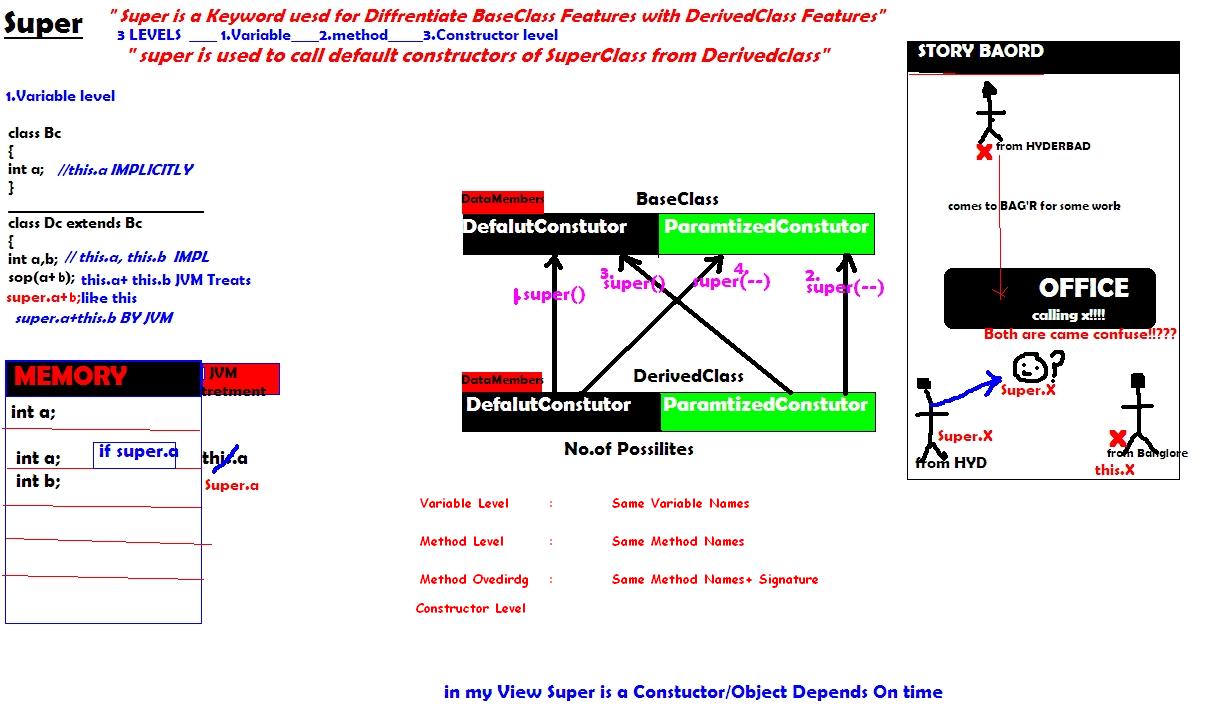 Super
" Super is a Keyword uesd for Diffrentiate BaseClass Features with DerivedClass Features"
3 LEVELS ____ 1.Variable____2.method_____3.Constructor level
" super is used to call default constructors of SuperClass from Derivedclass"
1.Variable level
class Bc
{
int a; //this.a IMPLICITLY
}
class Dc extends Bc
{
int a,b; // this.a, this.b IMPL
sop(a+b); this.a+ this.b JVM Treats
super.a+b;like this
super.a+this.b BY JVM
MEMORY
JVM
tretment
int a;
int a; if super.a this.a
Super.a
int b;
DataMembers
BaseClass
DefalutConstutor
ParamtizedConstutor
1.super()
3.
super()
4.
super(--)
2.
super(--)
DataMembers
DerivedClass
DefalutConstutor
ParamtizedConstutor
No.of Possilites
Variable Level : Same Variable Names
Method Level : Same Method Names
Method Ovedirdg : Same Method Names+ Signature
Constructor Level
in my View Super is a Constuctor/Object Depends On time
STORY BAORD
X from HYDERBAD
comes to BAG'R for some work
OFFICE
calling x!!!!
Both are came confuse!!???
?
Super.X
Super.X
from HYD
X
from Banglore
this.X